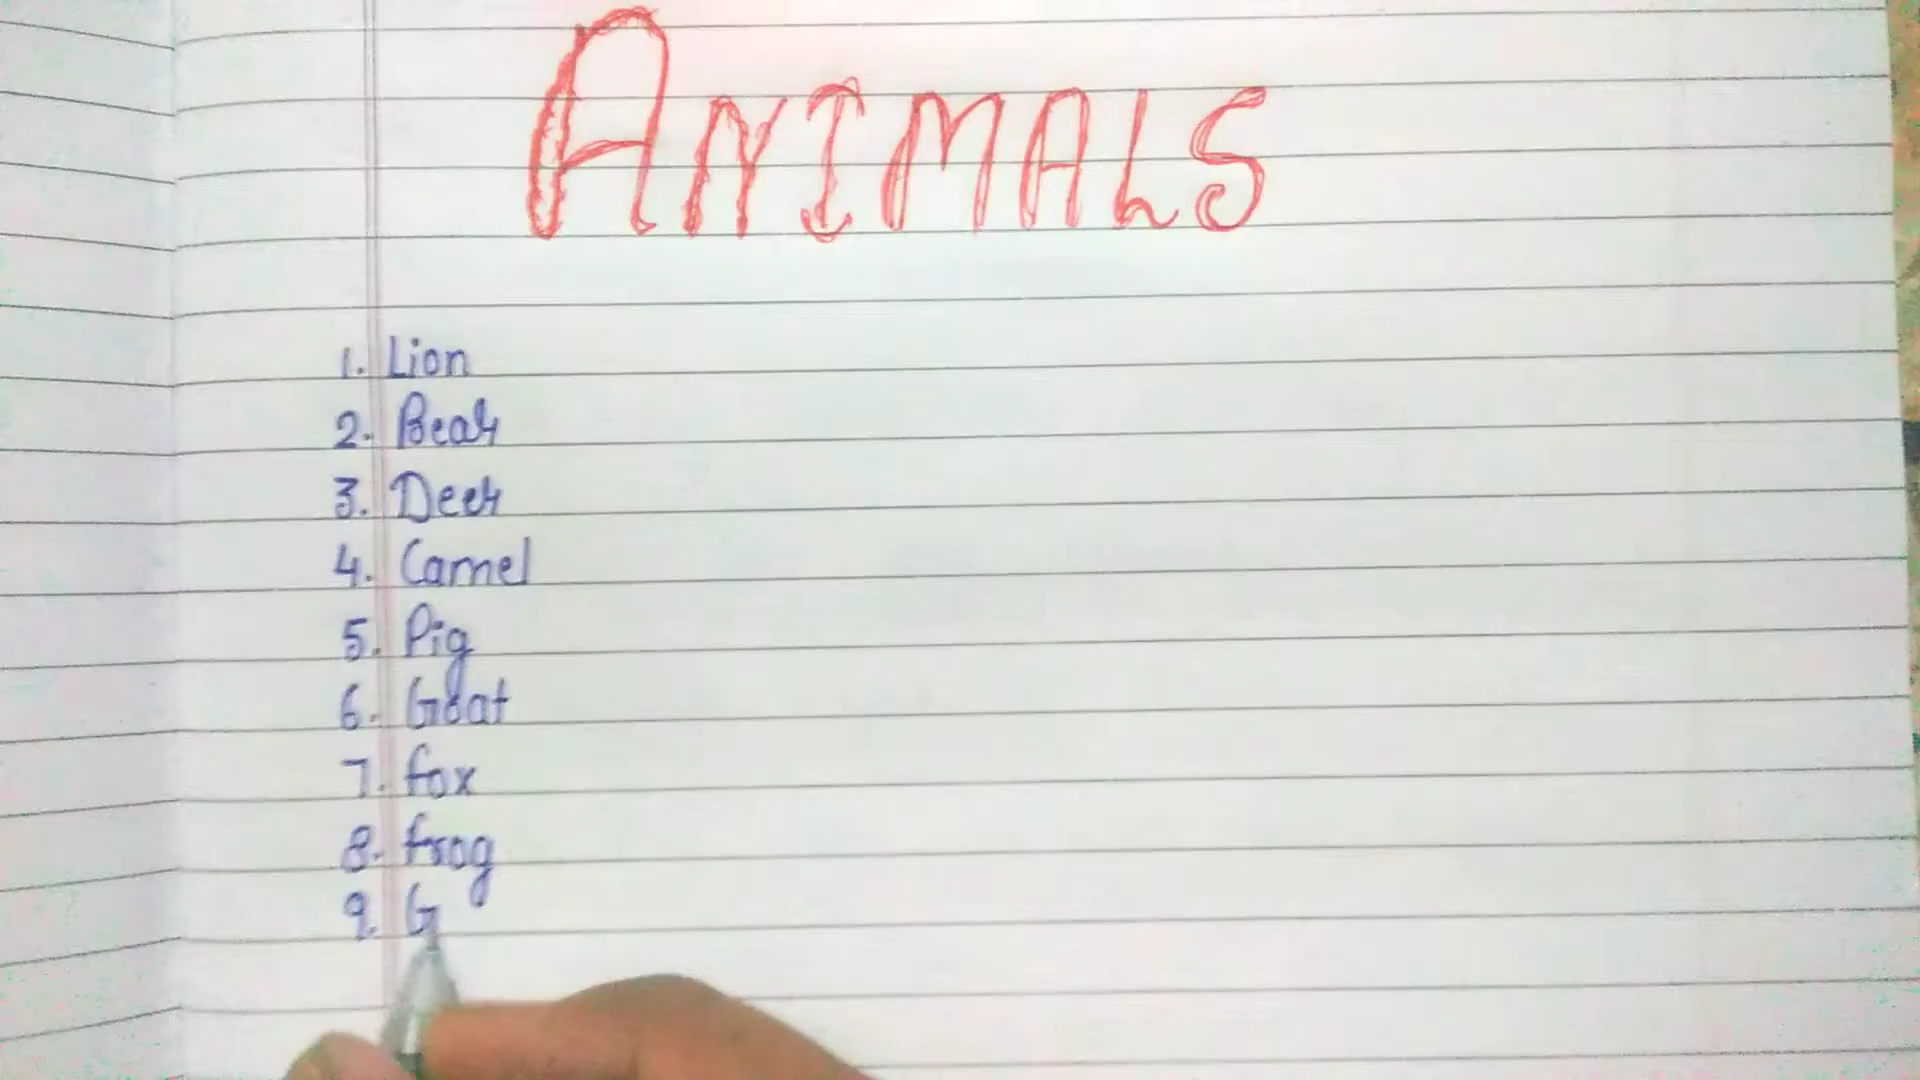 ANIMALS
1. Lion
2. Bear
3. Deer
4. Camel
5. Pig
6. Goat
7. fox
8. frog
9. G